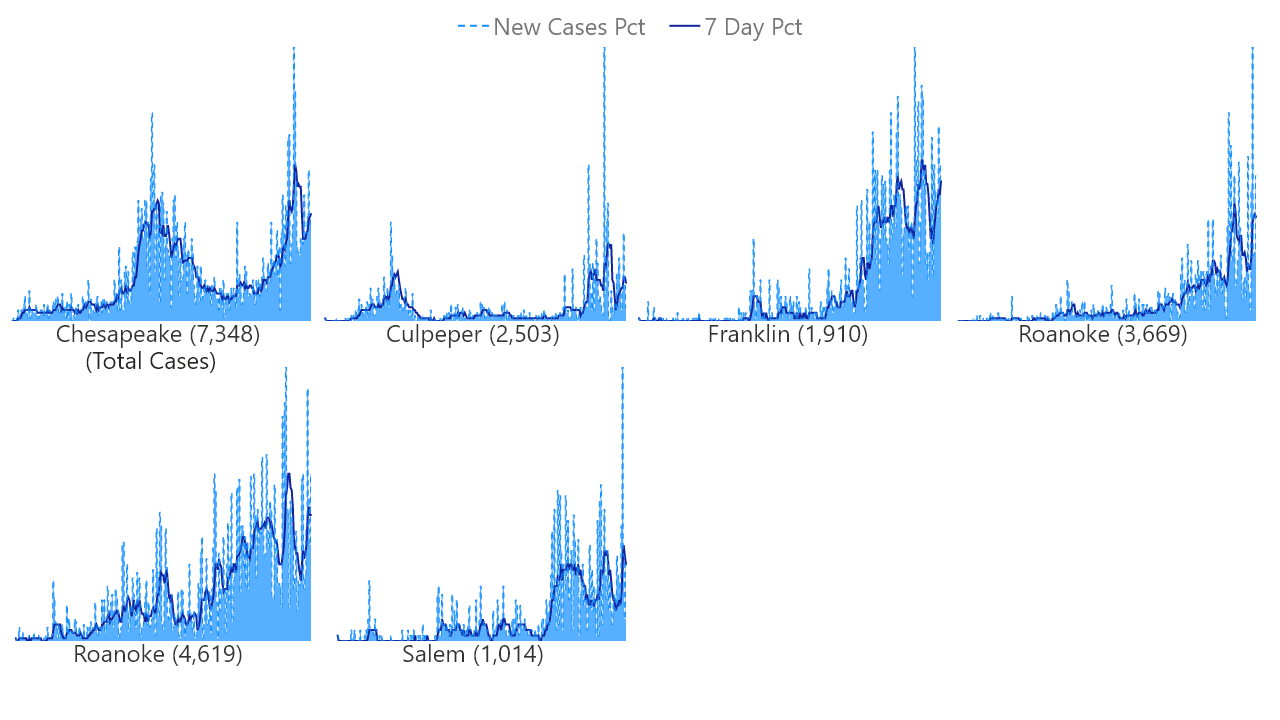 New Cases Pct 7 Day Pct
Chesapeake (7,348)
(Total Cases)
Culpeper (2,503)
Franklin (1,910)
Roanoke (3,669)
Roanoke (4,619)
Salem (1,014)